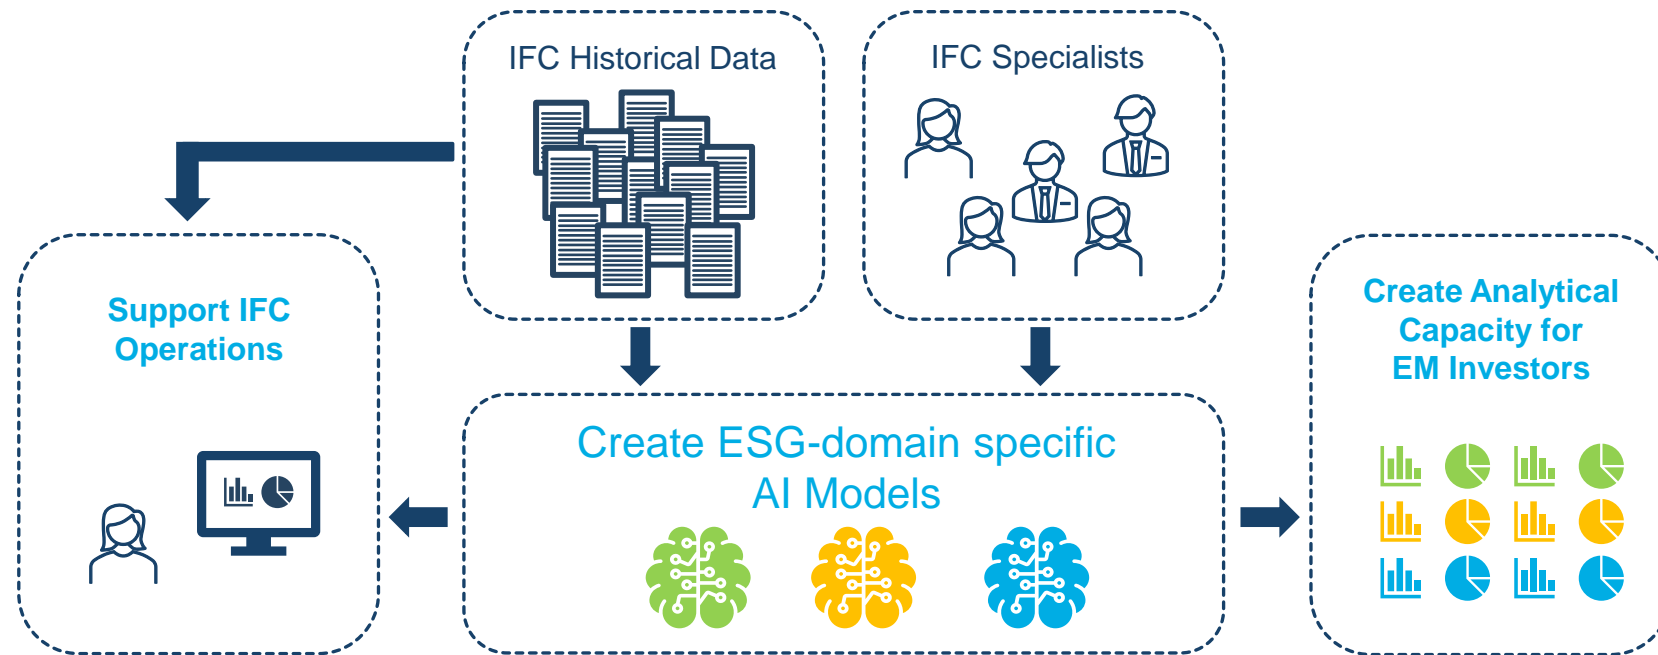 IFC Historical Data
IFC Specialists
Support IFC
Operations
Create ESG-domain specific
AI Models
Create Analytical
Capacity for
EM Investors